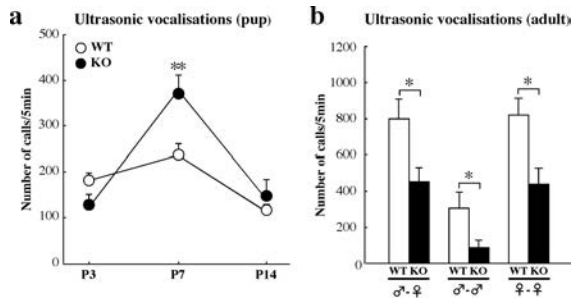 a
Ultrasonic vocalisations (pup)
WT
KO
Number of calls/5min
500
400
300
200
100
0
**
P3 P7 P14
b
Ultrasonic vocalisations (adult)
Number of calls/5min
1200
1000
800
600
400
200
0
*
*
*
WT KO WT KO WT KO
♂-♀ ♂-♂ ♀-♀